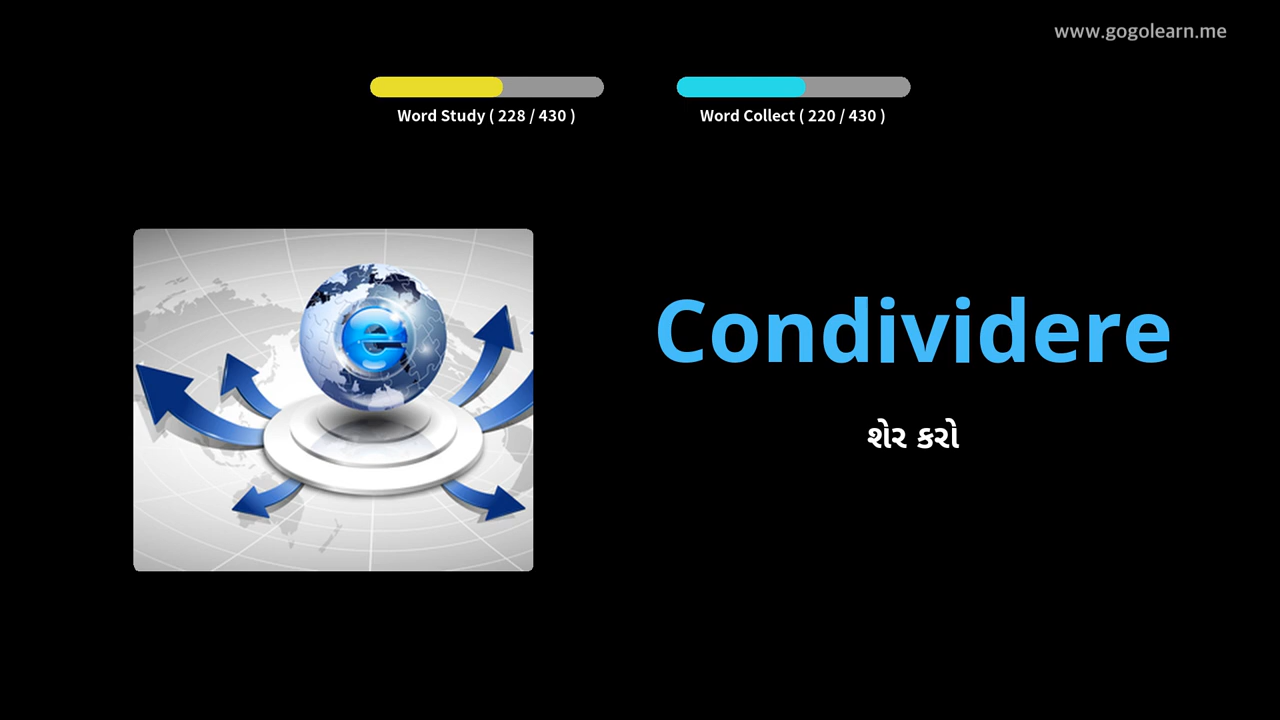 www.gogolearn.me
Word Study ( 228 / 430 )
Word Collect ( 220 / 430 )
e
Condividere
શેર કરો